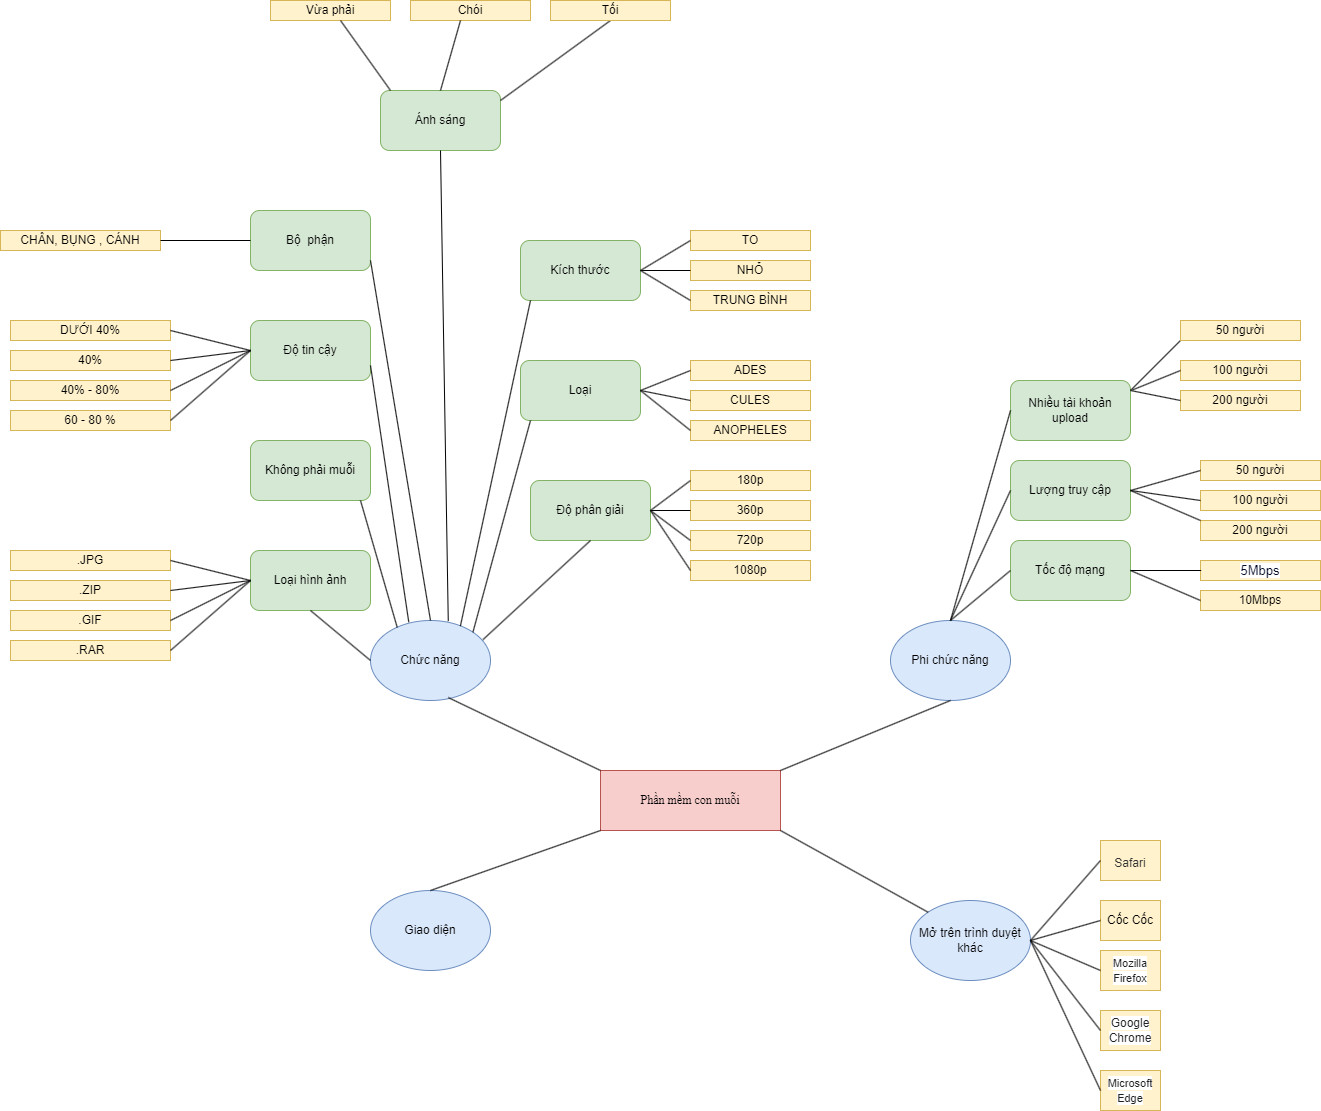 Vừa phải
Chói
Tối
Ánh sáng
Bộ phận
CHÂN, BỤNG , CÁNH
Độ tin cậy
DƯỚI 40%
40%
40% - 80%
60 - 80 %
Không phải muỗi
Loại hình ảnh
.JPG
.ZIP
.GIF
.RAR
Kích thước
TO
NHỎ
TRUNG BÌNH
Loại
ADES
CULES
ANOPHELES
Độ phân giải
180p
360p
720p
1080p
Chức năng
Nhiều tài khoản
upload
50 người
100 người
200 người
Lượng truy cập
50 người
100 người
200 người
Tốc độ mạng
5Mbps
10Mbps
Phi chức năng
Phần mềm con muỗi
Giao diện
Mở trên trình duyệt
khác
Safari
Cốc Cốc
Mozilla
Firefox
Google
Chrome
Microsoft
Edge